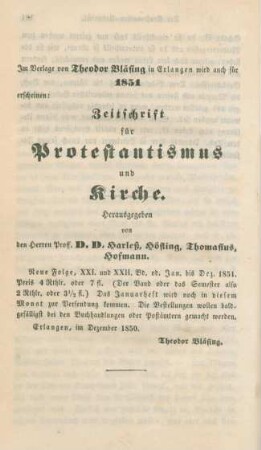 Im Verlage von Theodor Bläsing in Erlangen wird auch für
1851
erscheinen:
Zeitschrift
für
Protestantismus
und
Kirche.
Herausgegeben
von
den Herren Prof. D. D. Harleß, Höfling, Thomasius,
Hofmann.
Neue Folge, XXI. und XXII. Bd. od. Jan. bis Dez. 1851.
Preis 4 Rthlr. oder 7 fl. (Der Band oder das Semester also
2 Rthlr. oder 3½ fl.) Das Januarheft wird noch in diesem
Monat zur Versendung kommen. Die Bestellungen wollen bald-
gefälligst bei den Buchhandlungen oder Postämtern gemacht werden.
Erlangen, im Dezember 1850.
Theodor Bläsing.